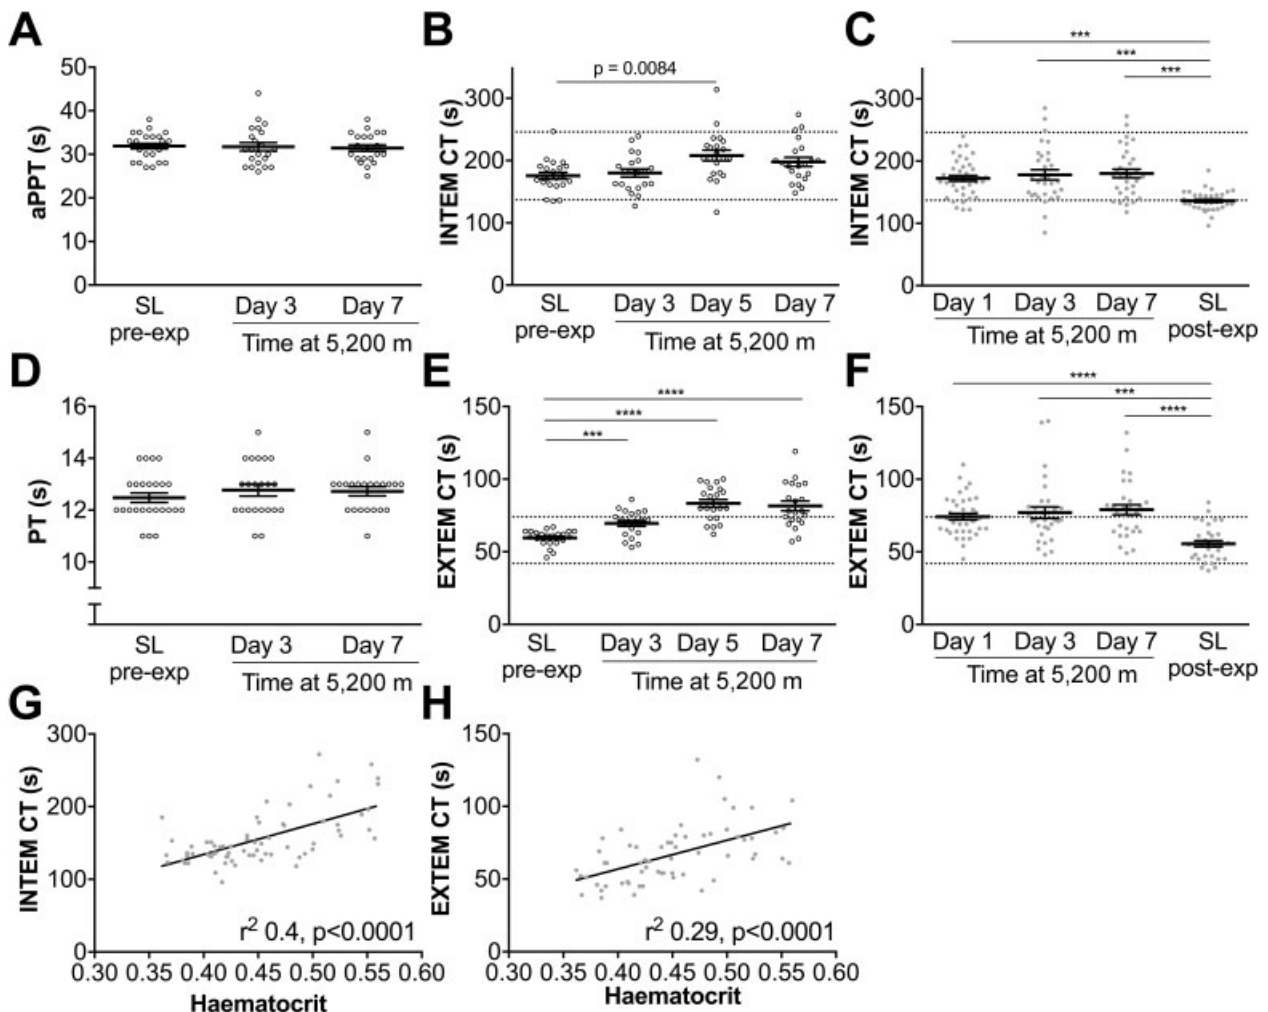 A
aPPT (s)
50
40
30
20
10
0
SL
pre-exp
Day 3
Day 7
Time at 5,200 m
B
INTEM CT (s)
300
200
100
0
p = 0.0084
SL
pre-exp
Day 3
Day 5
Day 7
Time at 5,200 m
C
INTEM CT (s)
300
200
100
0
***
***
***
Day 1
Day 3
Day 7
Time at 5,200 m
SL
post-exp
D
PT (s)
16
14
12
10
SL
pre-exp
Day 3
Day 7
Time at 5,200 m
E
EXTEM CT (s)
150
100
50
0
****
****
***
SL
pre-exp
Day 3
Day 5
Day 7
Time at 5,200 m
F
EXTEM CT (s)
150
100
50
0
****
***
****
Day 1
Day 3
Day 7
Time at 5,200 m
SL
post-exp
G
INTEM CT (s)
300
200
100
0
r² 0.4, p<0.0001
0.30 0.35 0.40 0.45 0.50 0.55 0.60
Haematocrit
H
EXTEM CT (s)
150
100
50
0
r² 0.29, p<0.0001
0.30 0.35 0.40 0.45 0.50 0.55 0.60
Haematocrit